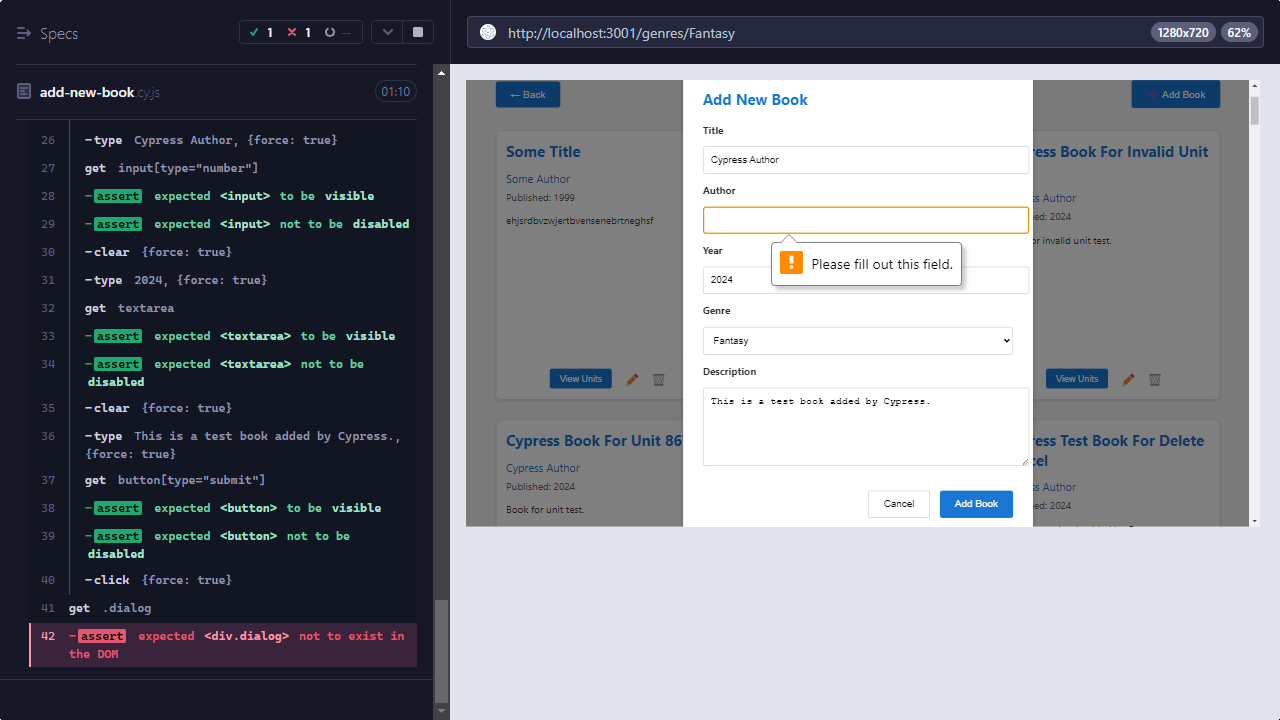 Specs
1
1
--
add-new-book.cy.js
01:10
26 -type Cypress Author, {force: true}
27 get input[type="number"]
28 -assert expected <input> to be visible
29 -assert expected <input> not to be disabled
30 -clear {force: true}
31 -type 2024, {force: true}
32 get textarea
33 -assert expected <textarea> to be visible
34 -assert expected <textarea> not to be
disabled
35 -clear {force: true}
36 -type This is a test book added by Cypress.,
{force: true}
37 get button[type="submit"]
38 -assert expected <button> to be visible
39 -assert expected <button> not to be
disabled
40 -click {force: true}
41 get .dialog
42 -assert expected <div.dialog> not to exist in
the DOM
http://localhost:3001/genres/Fantasy
1280x720
62%
← Back
Add Book
Some Title
Some Author
Published: 1999
ehjsrdbvzwjertbvensenebrtneghsf
View Units
Cypress Book For Unit 86
Cypress Author
Published: 2024
Book for unit test.
Add New Book
Title
Cypress Author
Author
Please fill out this field.
Year
2024
Genre
Fantasy
Description
This is a test book added by Cypress.
Cancel
Add Book
ess Book For Invalid Unit
s Author
ed: 2024
r invalid unit test.
View Units
ess Test Book For Delete
cel
s Author
ed: 2024